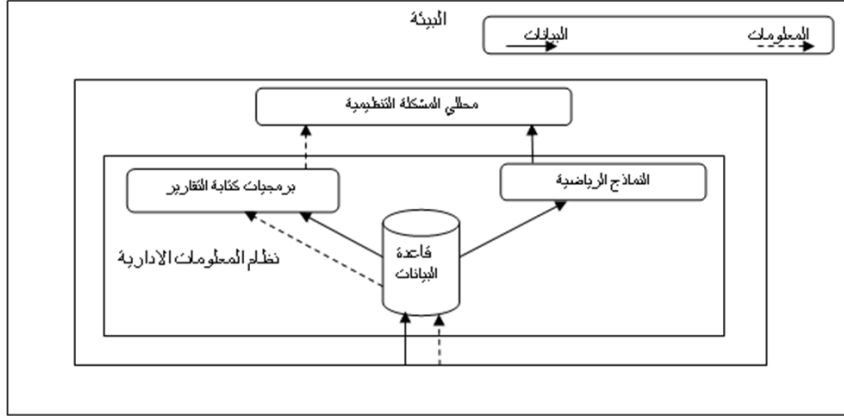 البيئة
المعلومات
البيانات
محللي المشكلة التنظيمية
برمجيات كتابة التقارير
النماذج الرياضية
قاعدة
البيانات
نظام المعلومات الادارية